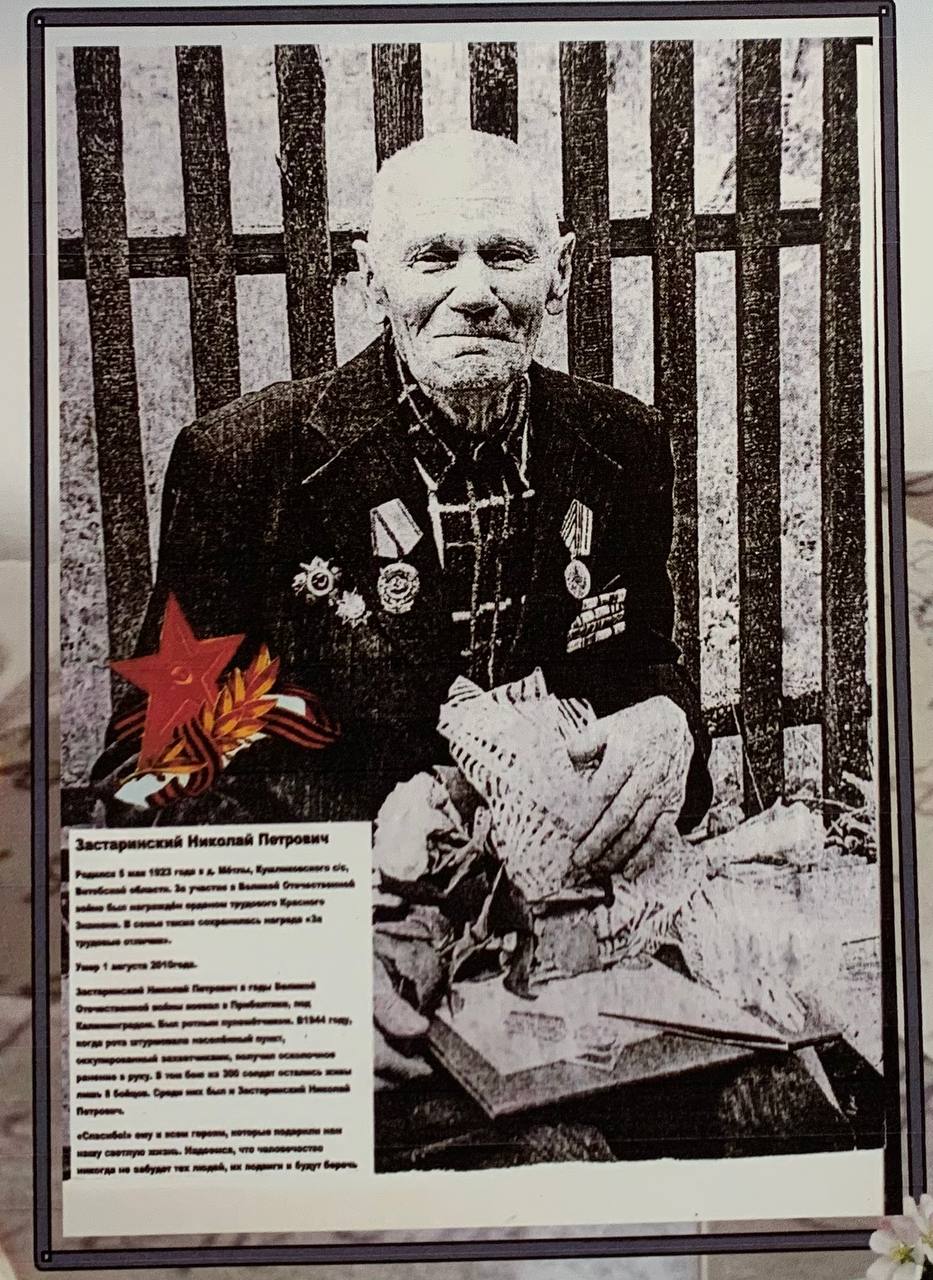 Застаринский Николай Петрович
Родился 5 мая 1923 года в д. Мётлы, Кушликовского с/с,
Витебской области. За участие в Великой Отечественной
войне был награждён орденом трудового Красного
Знамени. В семье также сохранилась награда «За
трудовые отличия».
Умер 1 августа 2010года.
Застаринский Николай Петрович в годы Великой
Отечественной войны воевал в Прибалтике, под
Калининградом. Был ротным пулемётчиком. В1944 году,
когда рота штурмовала населённый пункт,
оккупированный захватчиками, получил осколочное
ранение в руку. В том бою из 300 солдат остались живы
лишь 8 бойцов. Среди них был и Застаринский Николай
Петрович.
«Спасибо!» ему и всем героям, которые подарили нам
нашу светлую жизнь. Надеемся, что человечество
никогда не забудет тех людей, их подвиги и будут беречь